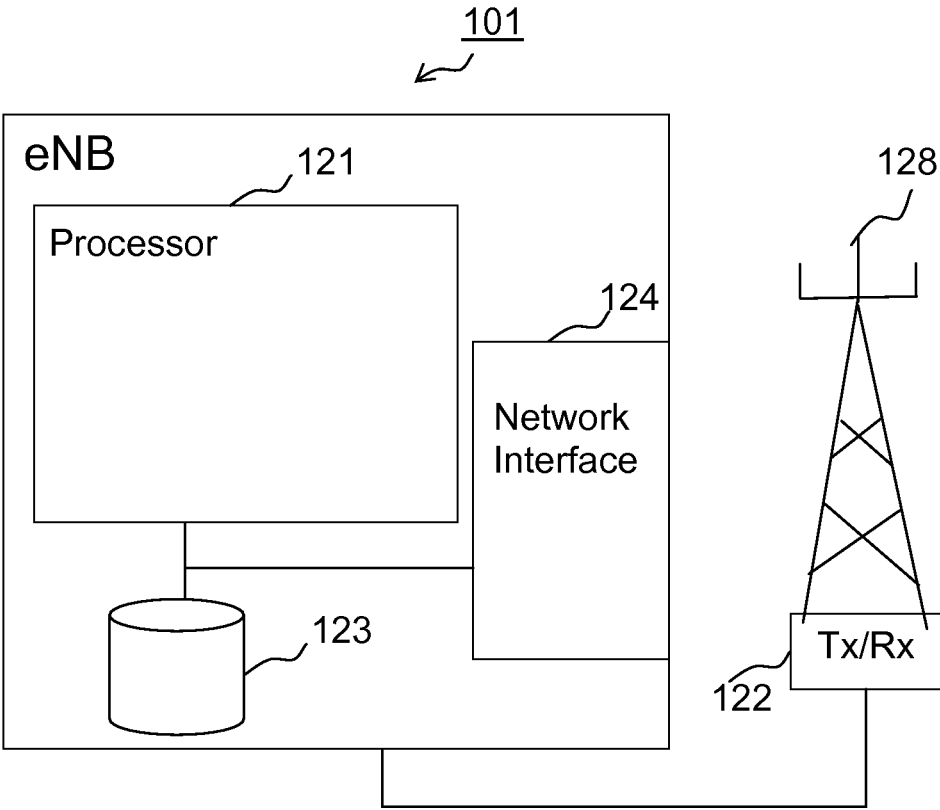 101
eNB
121
128
Processor
124
Network
Interface
123
Tx/Rx
122